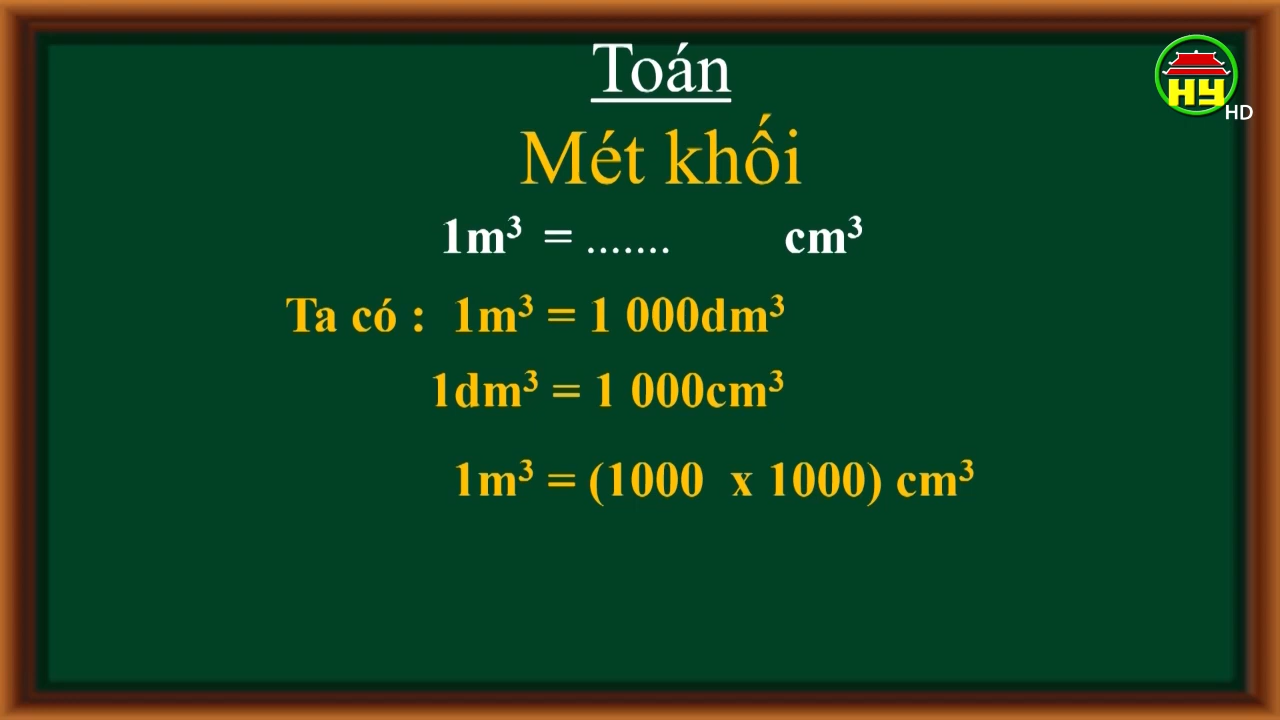 Toán
HY HD
Mét khối
1m³ = ....... cm³
Ta có : 1m³ = 1 000dm³
1dm³ = 1 000cm³
1m³ = (1000 x 1000) cm³